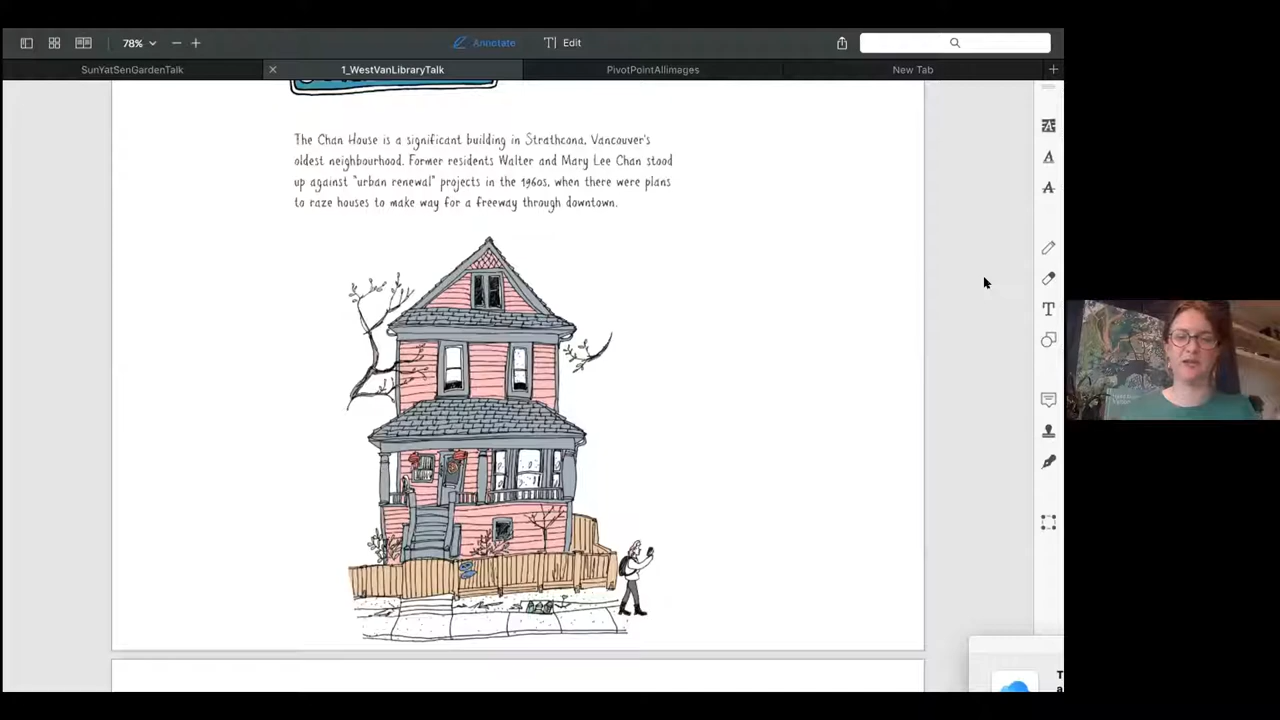 78%
Annotate
Edit
SunYatSenGardenTalk
1_WestVanLibraryTalk
PivotPointAllimages
New Tab
The Chan House is a significant building in Strathcona, Vancouver's
oldest neighbourhood. Former residents Walter and Mary Lee Chan stood
up against "urban renewal" projects in the 1960s, when there were plans
to raze houses to make way for a freeway through downtown.